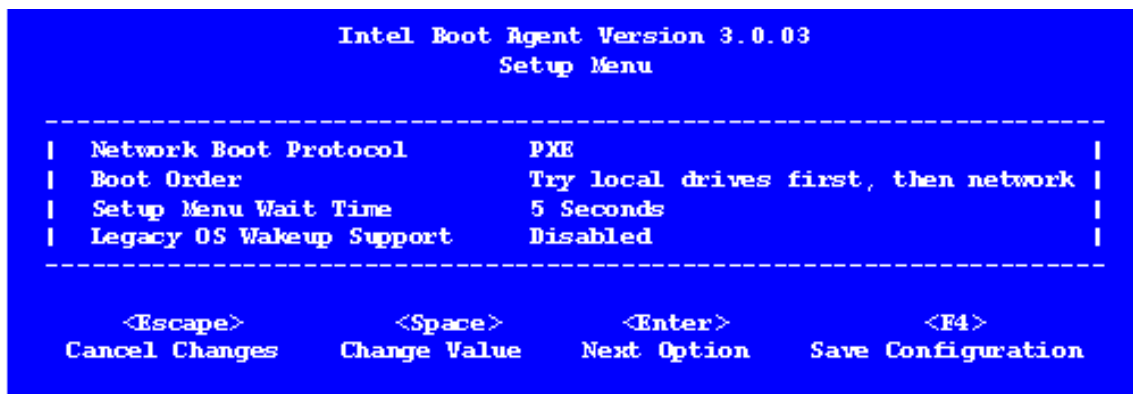 Intel Boot Agent Version 3.0.03
Setup Menu
Network Boot Protocol PXE
Boot Order Try local drives first, then network
Setup Menu Wait Time 5 Seconds
Legacy OS Wakeup Support Disabled
<Escape> <Space> <Enter> <F4>
Cancel Changes Change Value Next Option Save Configuration